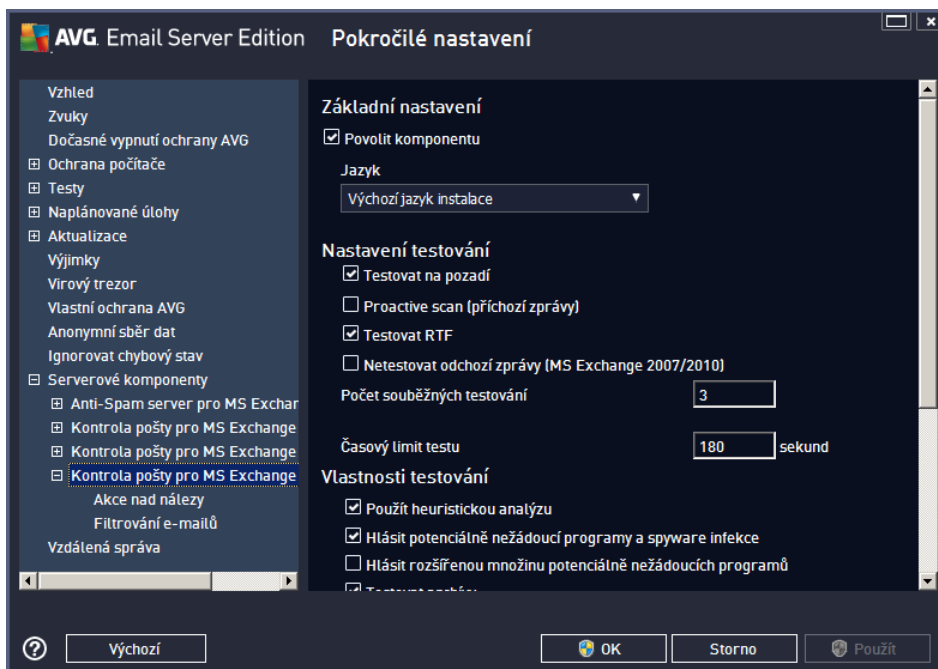 AVG. Email Server Edition Pokročilé nastavení
Vzhled
Zvuky
Dočasné vypnutí ochrany AVG
Ochrana počítače
Testy
Naplánované úlohy
Aktualizace
Výjimky
Virový trezor
Vlastní ochrana AVG
Anonymní sběr dat
Ignorovat chybový stav
Serverové komponenty
Anti-Spam server pro MS Exchar
Kontrola pošty pro MS Exchange
Kontrola pošty pro MS Exchange
Kontrola pošty pro MS Exchange
Akce nad nálezy
Filtrování e-mailů
Vzdálená správa
Základní nastavení
Povolit komponentu
Jazyk
Výchozí jazyk instalace
Nastavení testování
Testovat na pozadí
Proactive scan (příchozí zprávy)
Testovat RTF
Netestovat odchozí zprávy (MS Exchange 2007/2010)
Počet souběžných testování 3
Časový limit testu 180 sekund
Vlastnosti testování
Použít heuristickou analýzu
Hlásit potenciálně nežádoucí programy a spyware infekce
Hlásit rozšířenou množinu potenciálně nežádoucích programů
Výchozí
OK
Storno
Použít